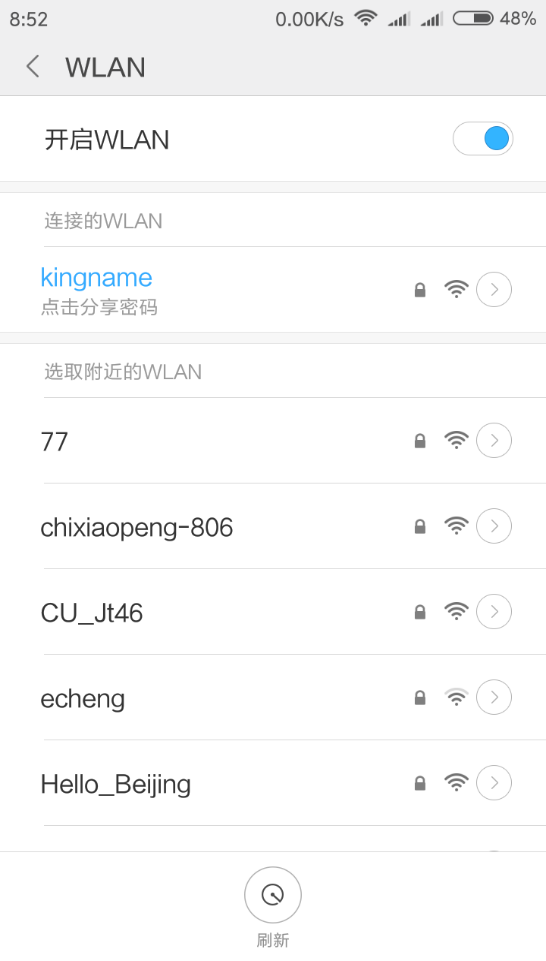 8:52 0.00K/s 48%
WLAN
开启WLAN
连接的WLAN
kingname
点击分享密码
选取附近的WLAN
77
chixiaopeng-806
CU_Jt46
echeng
Hello_Beijing
刷新